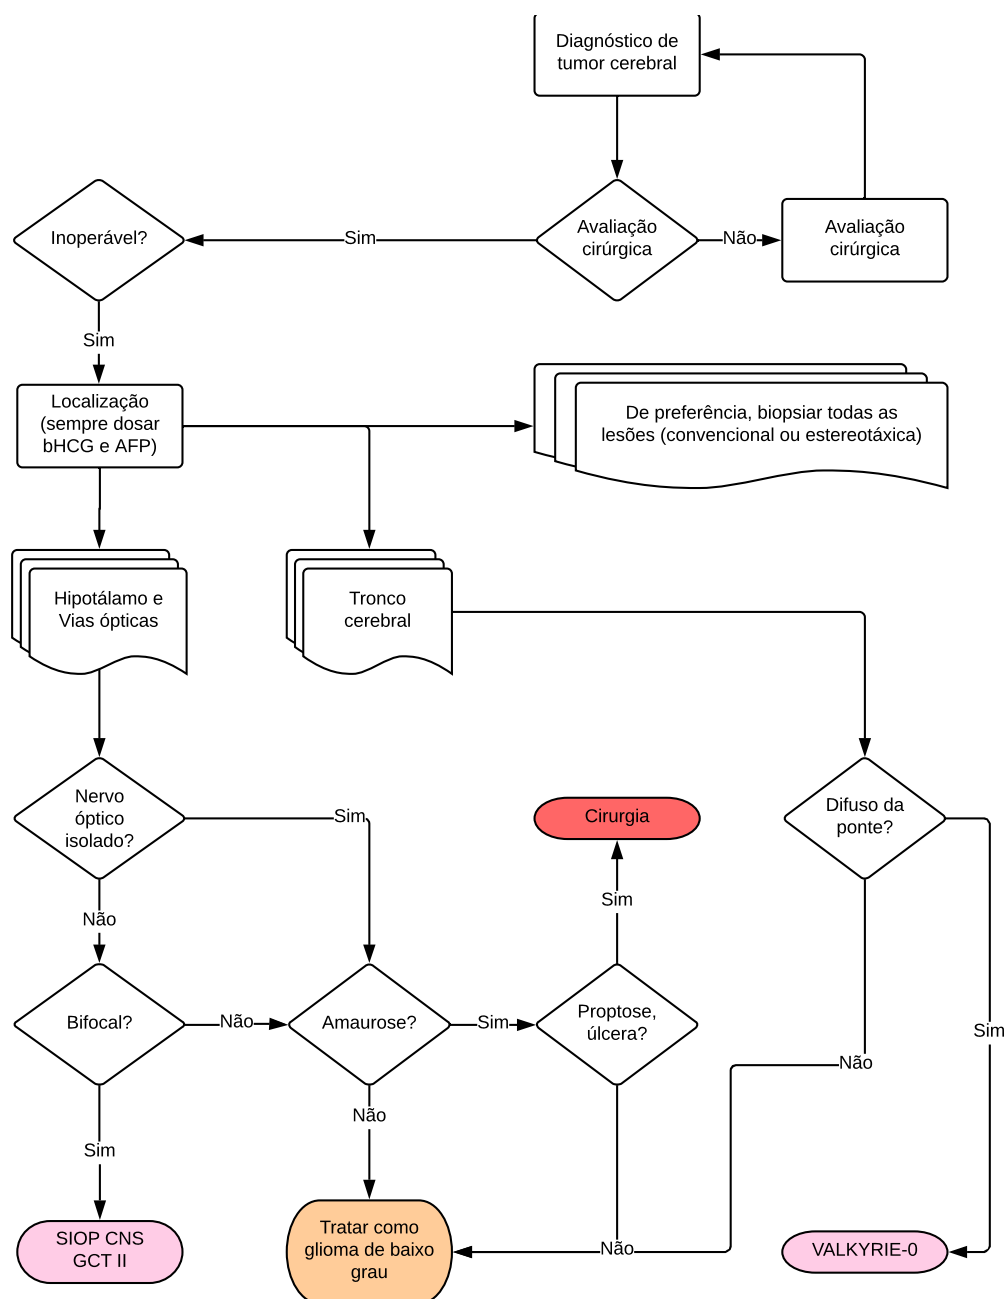 Diagnóstico de
tumor cerebral
Inoperável?
Sim
Avaliação
cirúrgica
Não
Avaliação
cirúrgica
Sim
Localização
(sempre dosar
bHCG e AFP)
De preferência, biopsiar todas as
lesões (convencional ou estereotáxica)
Hipotálamo e
Vias ópticas
Tronco
cerebral
Nervo
óptico
isolado?
Sim
Cirurgia
Difuso da
ponte?
Não
Sim
Bifocal?
Não
Amaurose?
Sim
Proptose,
úlcera?
Sim
Não
Não
Sim
SIOP CNS
GCT II
Tratar como
glioma de baixo
grau
Não
VALKYRIE-0